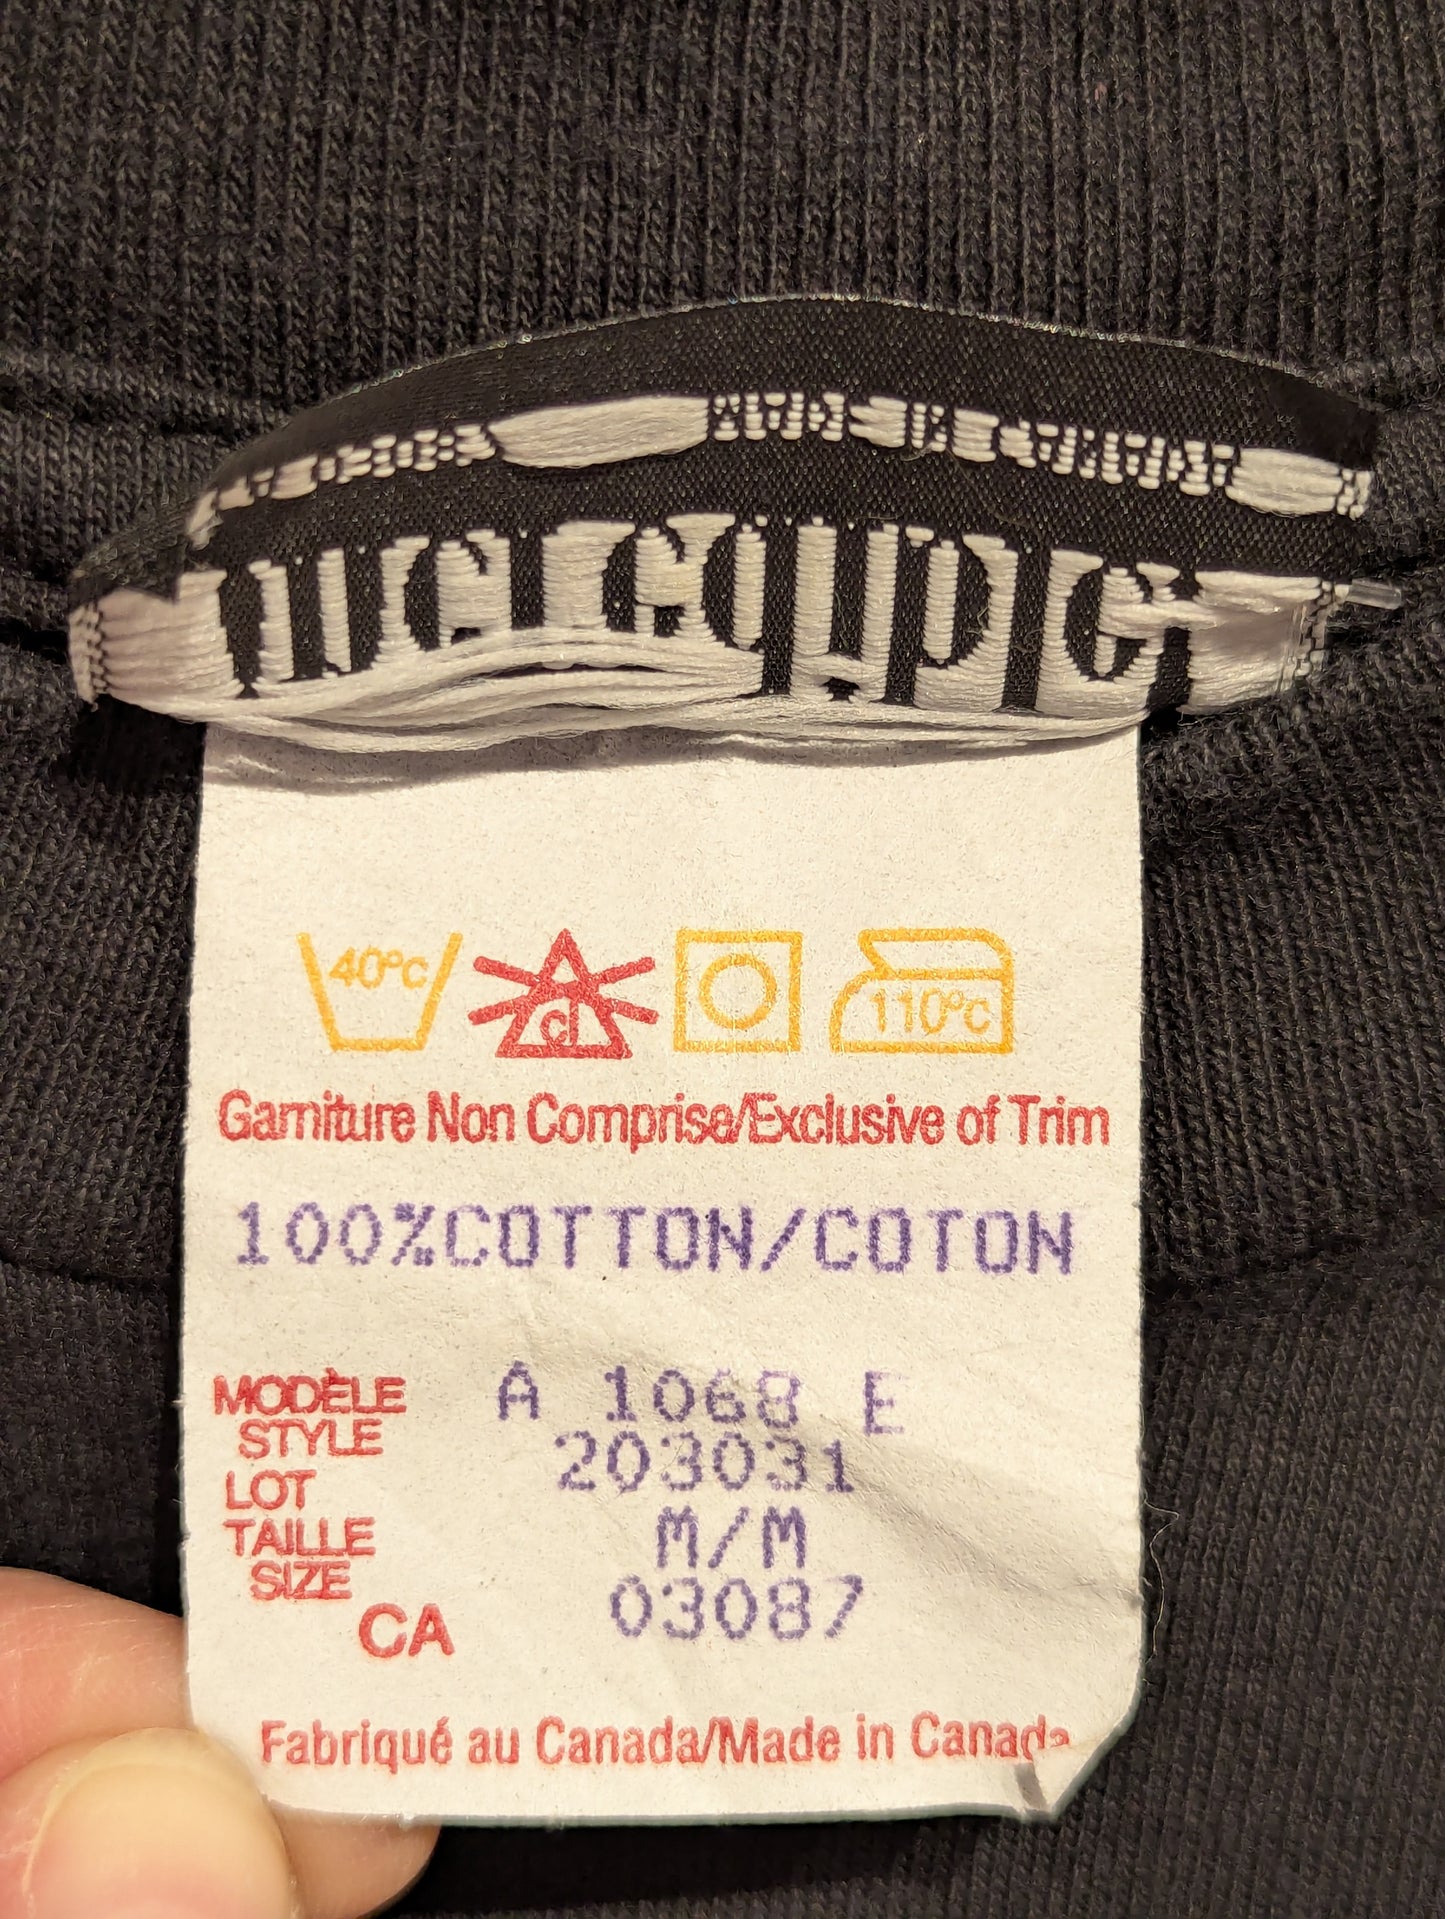 40°C
cl
110°C
Garniture Non Comprise/Exclusive of Trim
100%COTTON/COTON
MODÈLE A 1068 E
STYLE
LOT 203031
TAILLE M/M
SIZE
CA 03087
Fabriqué au Canada/Made in Canada